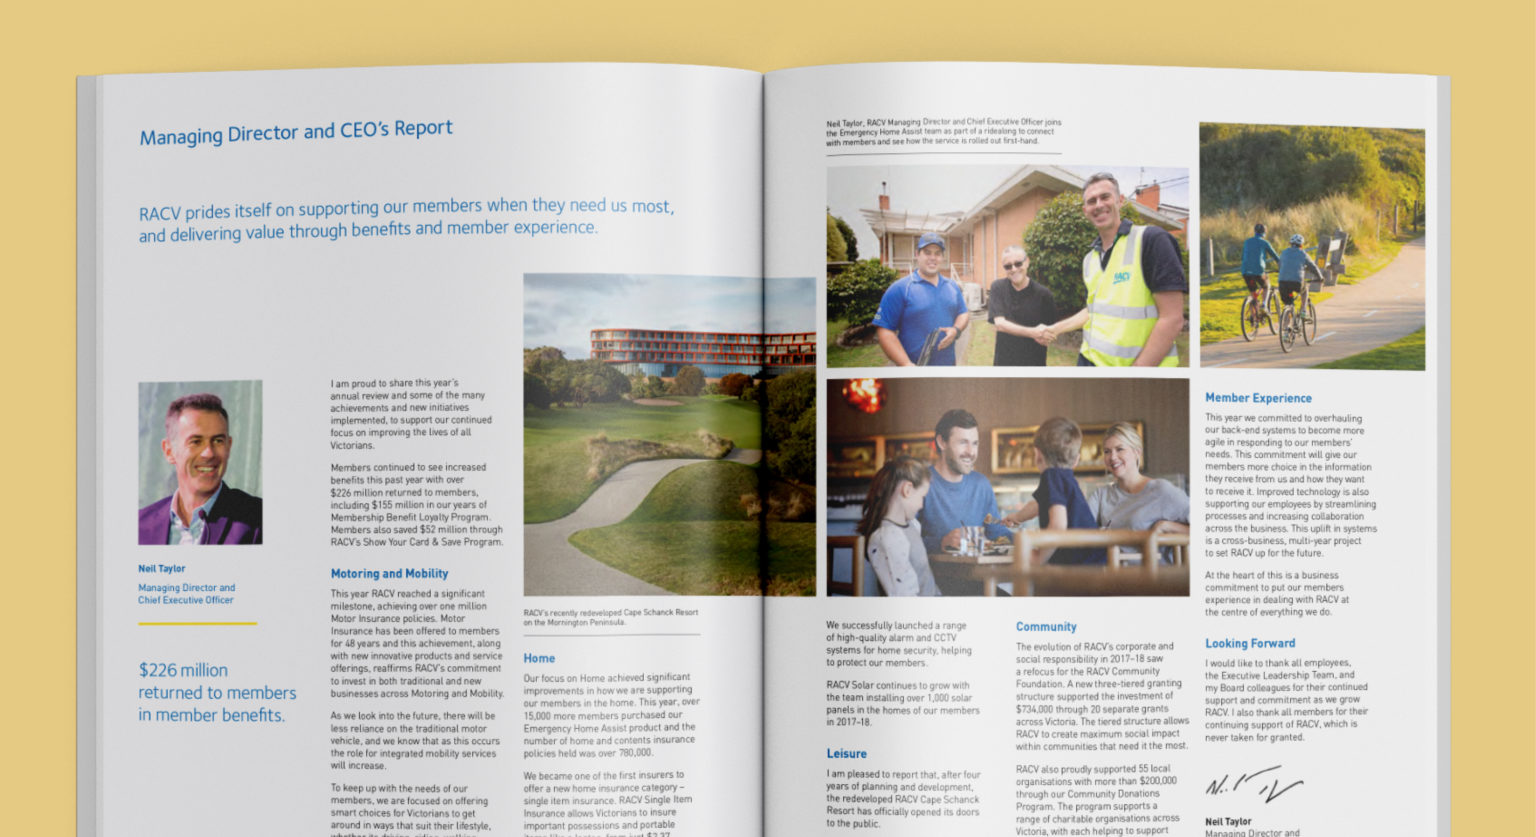 Managing Director and CEO's Report
RACV prides itself on supporting our members when they need us most,
and delivering value through benefits and member experience.
Neil Taylor
Managing Director and
Chief Executive Officer
$226 million
returned to members
in member benefits.
I am proud to share this year's
annual review and some of the many
achievements and new initiatives
implemented, to support our continued
focus on improving the lives of all
Victorians.
Members continued to see increased
benefits this past year with over
$226 million returned to members,
including $155 million in our years of
Membership Benefit Loyalty Program.
Members also saved $52 million through
RACV's Show Your Card & Save Program.
Motoring and Mobility
This year RACV reached a significant
milestone, achieving over one million
Motor Insurance policies. Motor
Insurance has been offered to members
for 48 years and this achievement, along
with new innovative products and service
offerings, reaffirms RACV's commitment
to invest in both traditional and new
businesses across Motoring and Mobility.
As we look into the future, there will be
less reliance on the traditional motor
vehicle, and we know that as this occurs
the role for integrated mobility services
will increase.
To keep up with the needs of our
members, we are focused on offering
smart choices for Victorians to get
around in ways that suit their lifestyle,
RACV's recently redeveloped Cape Schanck Resort
on the Mornington Peninsula.
Home
Our focus on Home achieved significant
improvements in how we are supporting
our members in the home. This year, over
15,000 more members purchased our
Emergency Home Assist product and the
number of home and contents insurance
policies held was over 780,000.
We became one of the first insurers to
offer a new home insurance category –
single item insurance. RACV Single Item
Insurance allows Victorians to insure
important possessions and portable
Neil Taylor, RACV Managing Director and Chief Executive Officer joins
the Emergency Home Assist team as part of a ridealong to connect
with members and see how the service is rolled out first-hand.
RACV
We successfully launched a range
of high-quality alarm and CCTV
systems for home security, helping
to protect our members.
RACV Solar continues to grow with
the team installing over 1,000 solar
panels in the homes of our members
in 2017–18.
Leisure
I am pleased to report that, after four
years of planning and development,
the redeveloped RACV Cape Schanck
Resort has officially opened its doors
to the public.
Community
The evolution of RACV's corporate and
social responsibility in 2017–18 saw
a refocus for the RACV Community
Foundation. A new three-tiered granting
structure supported the investment of
$734,000 through 20 separate grants
across Victoria. The tiered structure allows
RACV to create maximum social impact
within communities that need it the most.
RACV also proudly supported 55 local
organisations with more than $200,000
through our Community Donations
Program. The program supports a
range of charitable organisations across
Victoria, with each helping to support
Member Experience
This year we committed to overhauling
our back-end systems to become more
agile in responding to our members'
needs. This commitment will give our
members more choice in the information
they receive from us and how they want
to receive it. Improved technology is also
supporting our employees by streamlining
processes and increasing collaboration
across the business. This uplift in systems
is a cross-business, multi-year project
to set RACV up for the future.
At the heart of this is a business
commitment to put our members
experience in dealing with RACV at
the centre of everything we do.
Looking Forward
I would like to thank all employees,
the Executive Leadership Team, and
my Board colleagues for their continued
support and commitment as we grow
RACV. I also thank all members for their
continuing support of RACV, which is
never taken for granted.
Neil Taylor
Managing Director and